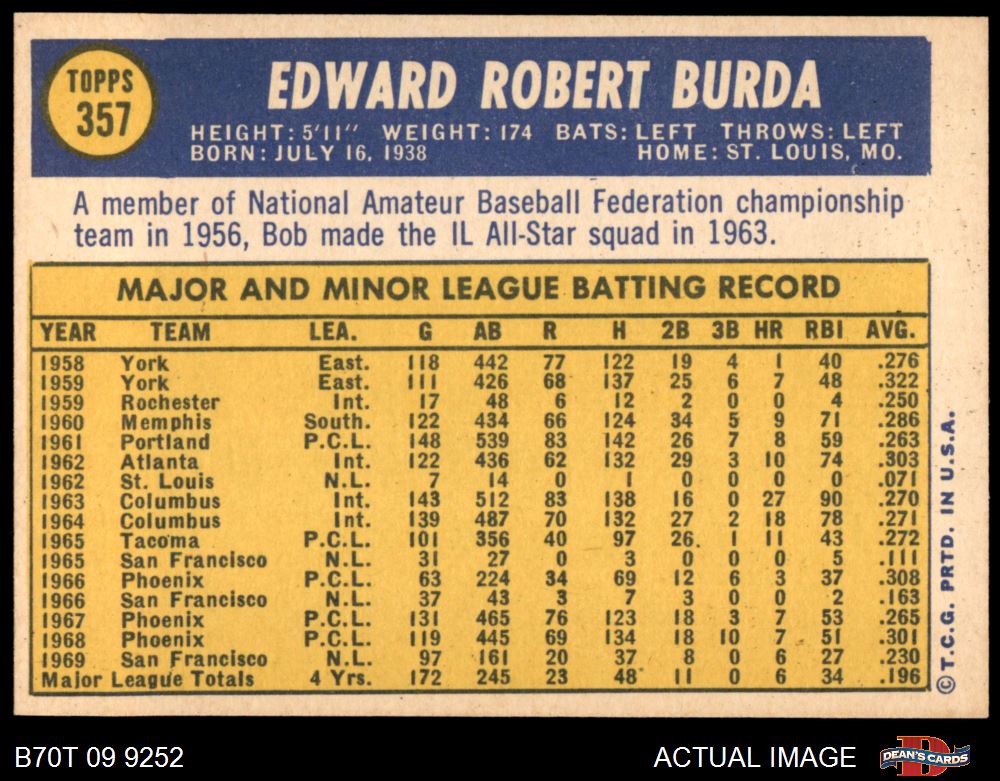 TOPPS
357
EDWARD ROBERT BURDA
HEIGHT: 5'11" WEIGHT: 174 BATS: LEFT THROWS: LEFT
BORN: JULY 16, 1938 HOME: ST. LOUIS, MO.
A member of National Amateur Baseball Federation championship
team in 1956, Bob made the IL All-Star squad in 1963.
MAJOR AND MINOR LEAGUE BATTING RECORD
YEAR TEAM LEA. G AB R H 2B 3B HR RBI AVG.
1958 York East. 118 442 77 122 19 4 1 40 .276
1959 York East. 111 426 68 137 25 6 7 48 .322
1959 Rochester Int. 17 48 6 12 2 0 0 4 .250
1960 Memphis South. 122 434 66 124 34 5 9 71 .286
1961 Portland P.C.L. 148 539 83 142 26 7 8 59 .263
1962 Atlanta Int. 122 436 62 132 29 3 10 74 .303
1962 St. Louis N.L. 7 14 0 1 0 0 0 0 .071
1963 Columbus Int. 143 512 83 138 16 0 27 90 .270
1964 Columbus Int. 139 487 70 132 27 2 18 78 .271
1965 Tacoma P.C.L. 101 356 40 97 26 1 11 43 .272
1965 San Francisco N.L. 31 27 0 3 0 0 0 5 .111
1966 Phoenix P.C.L. 63 224 34 69 12 6 3 37 .308
1966 San Francisco N.L. 37 43 3 7 3 0 0 2 .163
1967 Phoenix P.C.L. 131 465 76 123 18 3 7 53 .265
1968 Phoenix P.C.L. 119 445 69 134 18 10 7 51 .301
1969 San Francisco N.L. 97 161 20 37 8 0 6 27 .230
Major League Totals 4 Yrs. 172 245 23 48 11 0 6 34 .196
© T.C.G. PRTD. IN U.S.A.
B70T 09 9252
ACTUAL IMAGE
D
DEAN'S CARDS